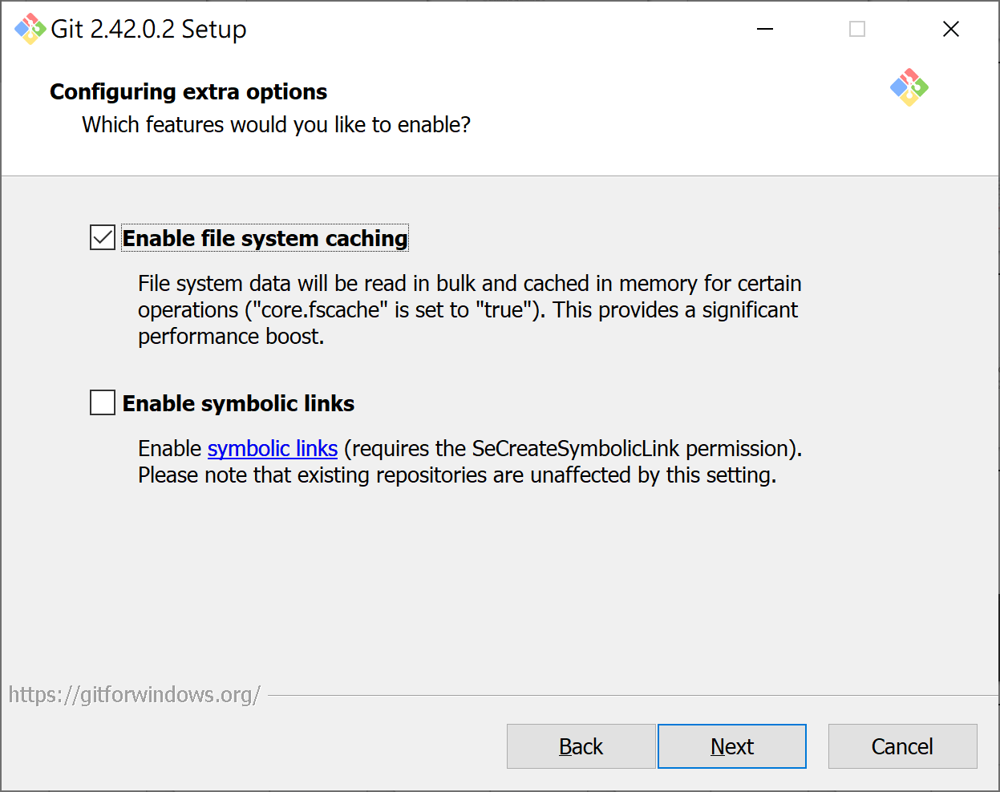 Git 2.42.0.2 Setup
Configuring extra options
Which features would you like to enable?
Enable file system caching
File system data will be read in bulk and cached in memory for certain
operations ("core.fscache" is set to "true"). This provides a significant
performance boost.
Enable symbolic links
Enable symbolic links (requires the SeCreateSymbolicLink permission).
Please note that existing repositories are unaffected by this setting.
https://gitforwindows.org/
Back
Next
Cancel